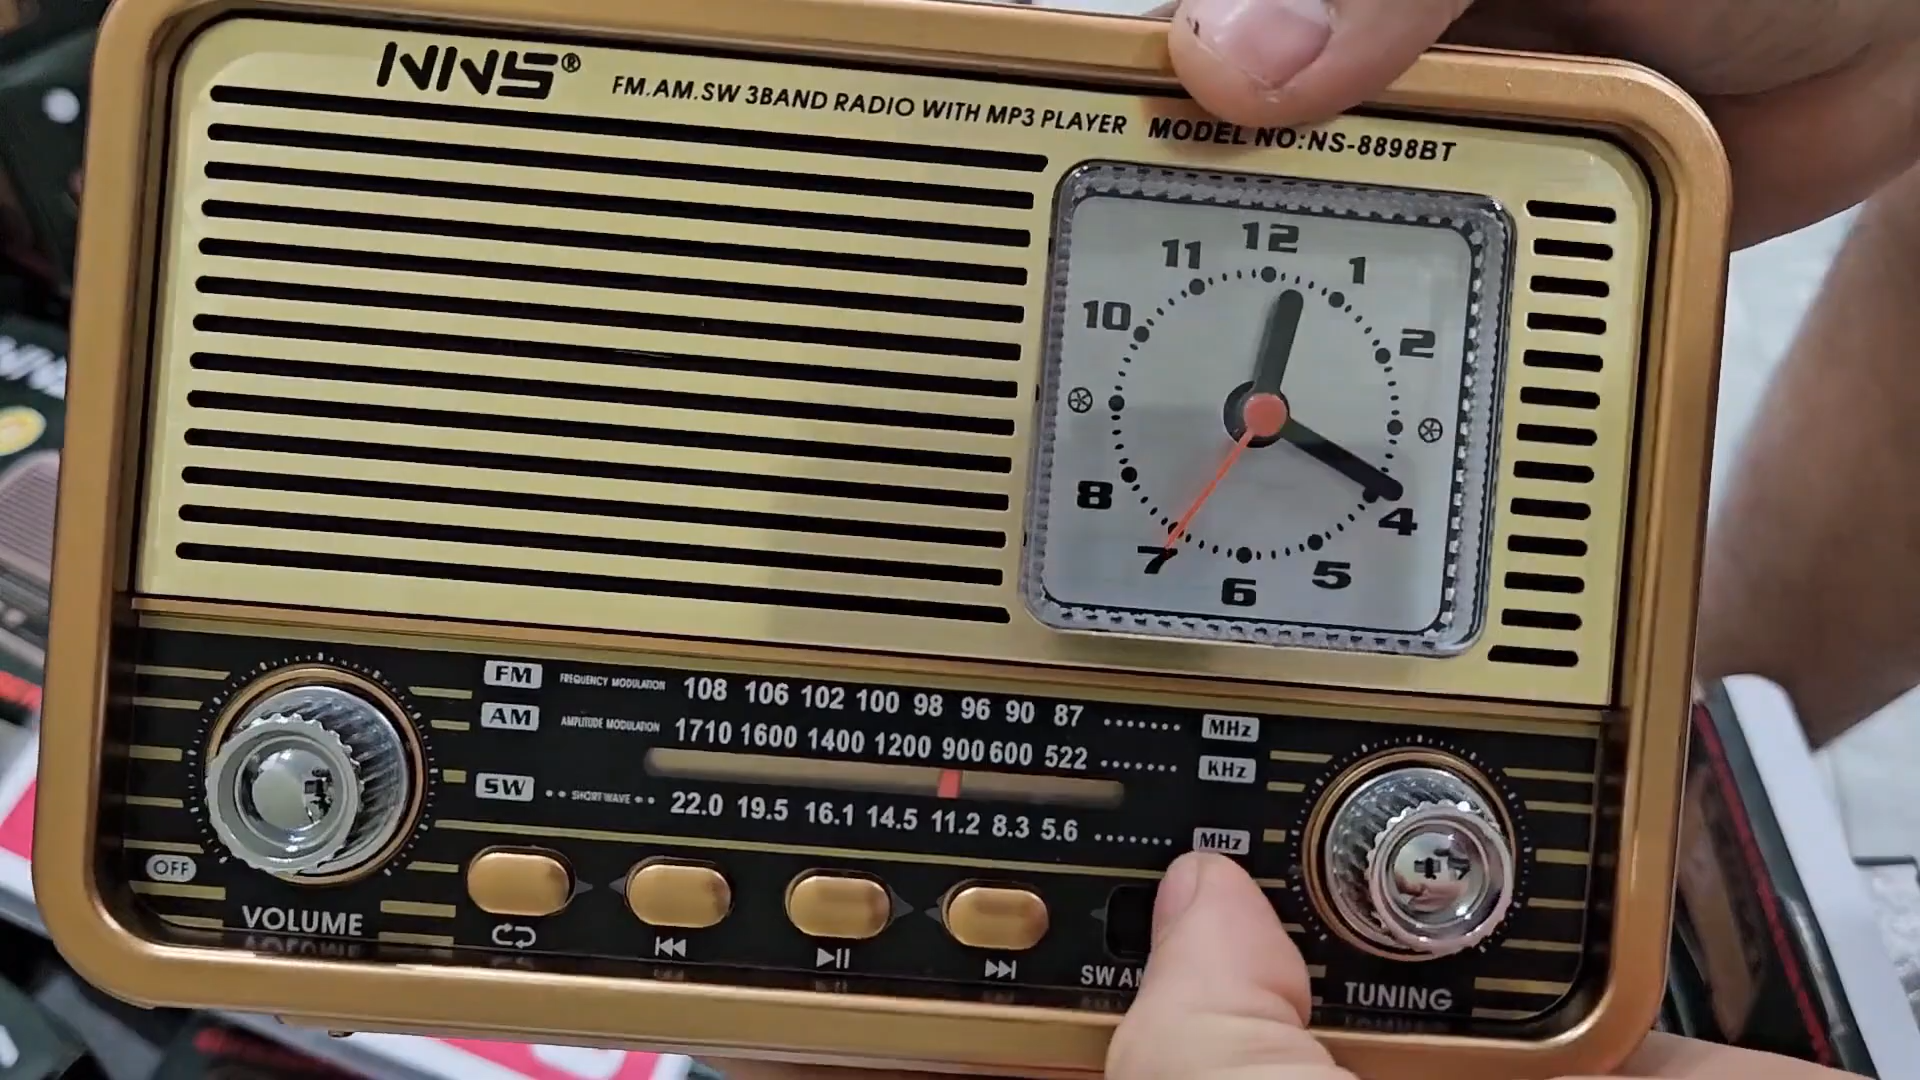 NNS®
FM.AM.SW 3BAND RADIO WITH MP3 PLAYER
MODEL NO:NS-8898BT
12
11
1
10
2
8
4
7
5
6
FM FREQUENCY MODULATION 108 106 102 100 98 96 90 87 ....... MHz
AM AMPLITUDE MODULATION 1710 1600 1400 1200 900 600 522 ....... KHz
SW •• SHORT WAVE •• 22.0 19.5 16.1 14.5 11.2 8.3 5.6 ....... MHz
OFF
VOLUME
SW
TUNING